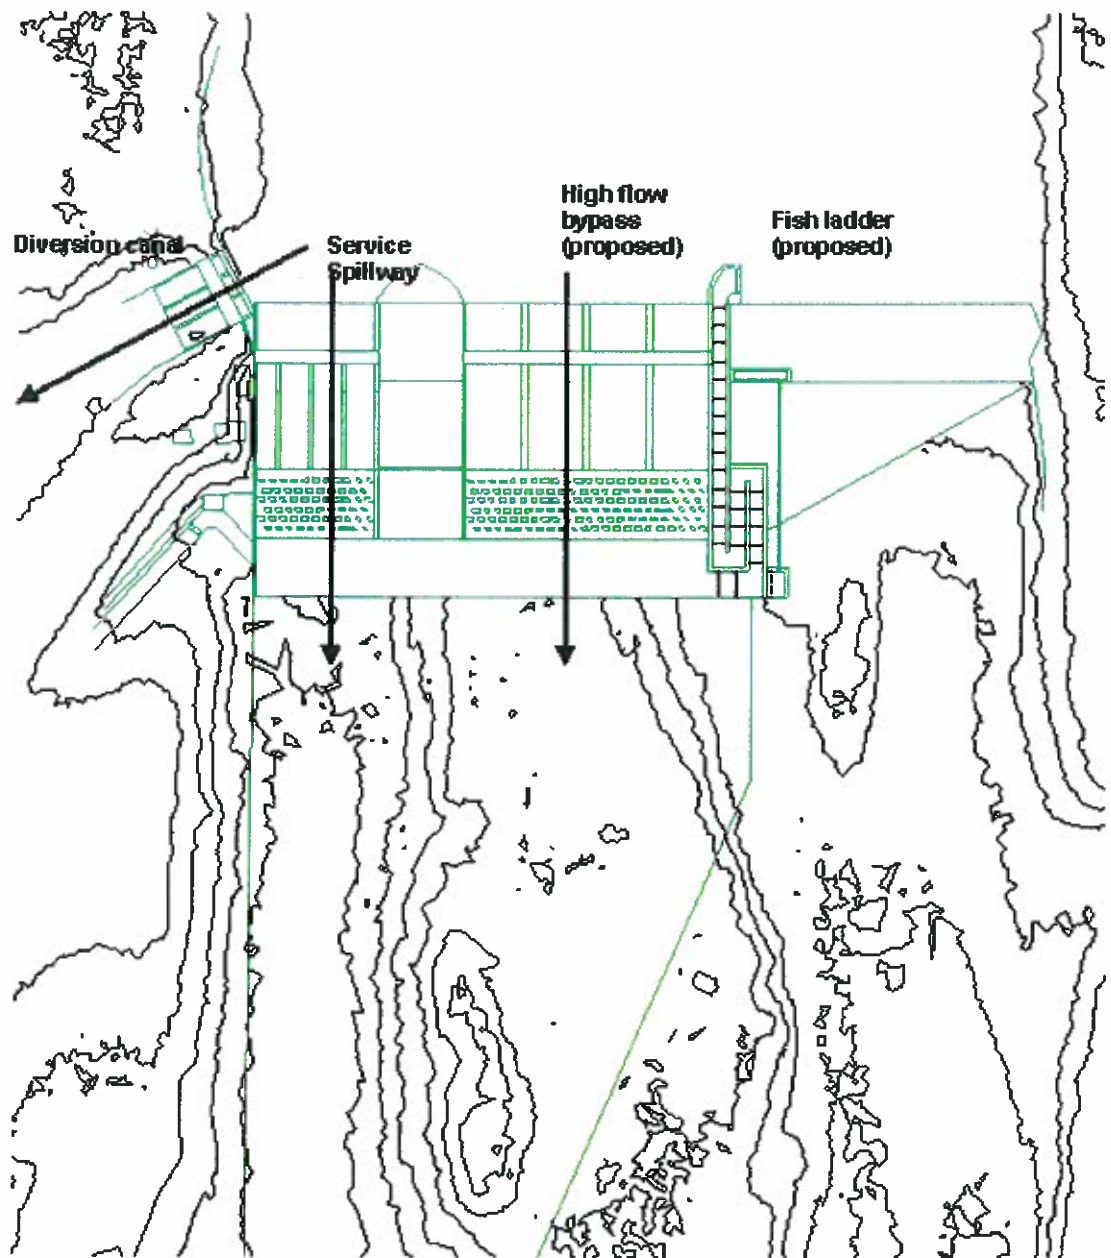 High flow
bypass
(proposed)
Fish ladder
(proposed)
Diversion canal
Service
Spillway